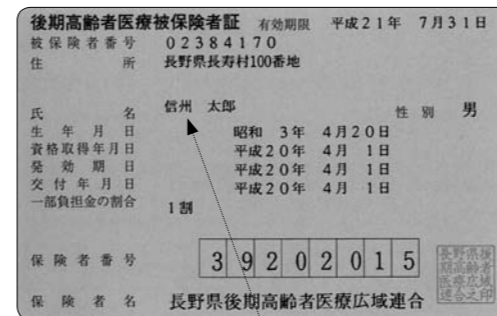 後期高齢者医療被保険者証 有効期限 平成21年 7月31日
被保険者番号 02384170
住所 長野県長寿村100番地
氏名 信州 太郎 性別 男
生年月日 昭和 3年 4月20日
資格取得年月日 平成20年 4月 1日
発効期日 平成20年 4月 1日
交付年月日 平成20年 4月 1日
一部負担金の割合 1割
保険者番号 39202015
保険者名 長野県後期高齢者医療広域連合
長野県後
期高齢者
医療広域
連合之印